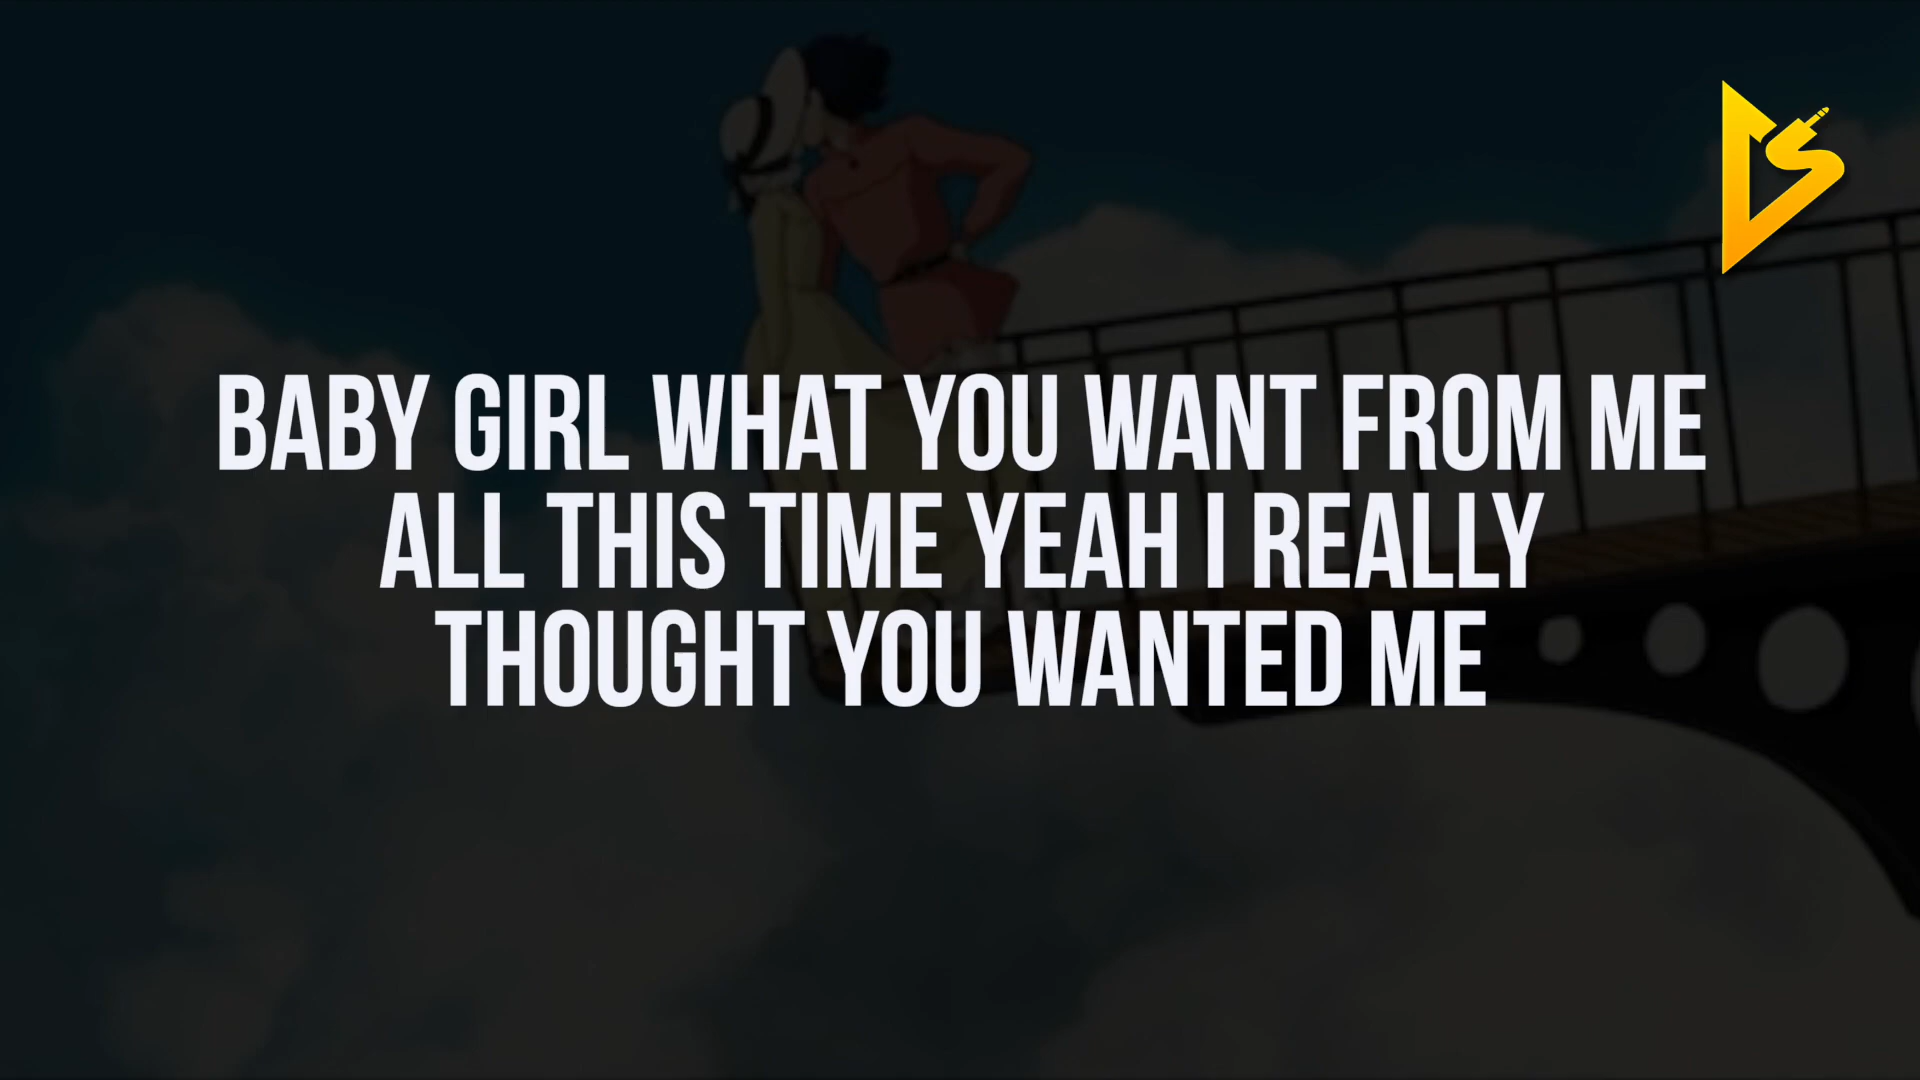 BABY GIRL WHAT YOU WANT FROM ME
ALL THIS TIME YEAH I REALLY
THOUGHT YOU WANTED ME